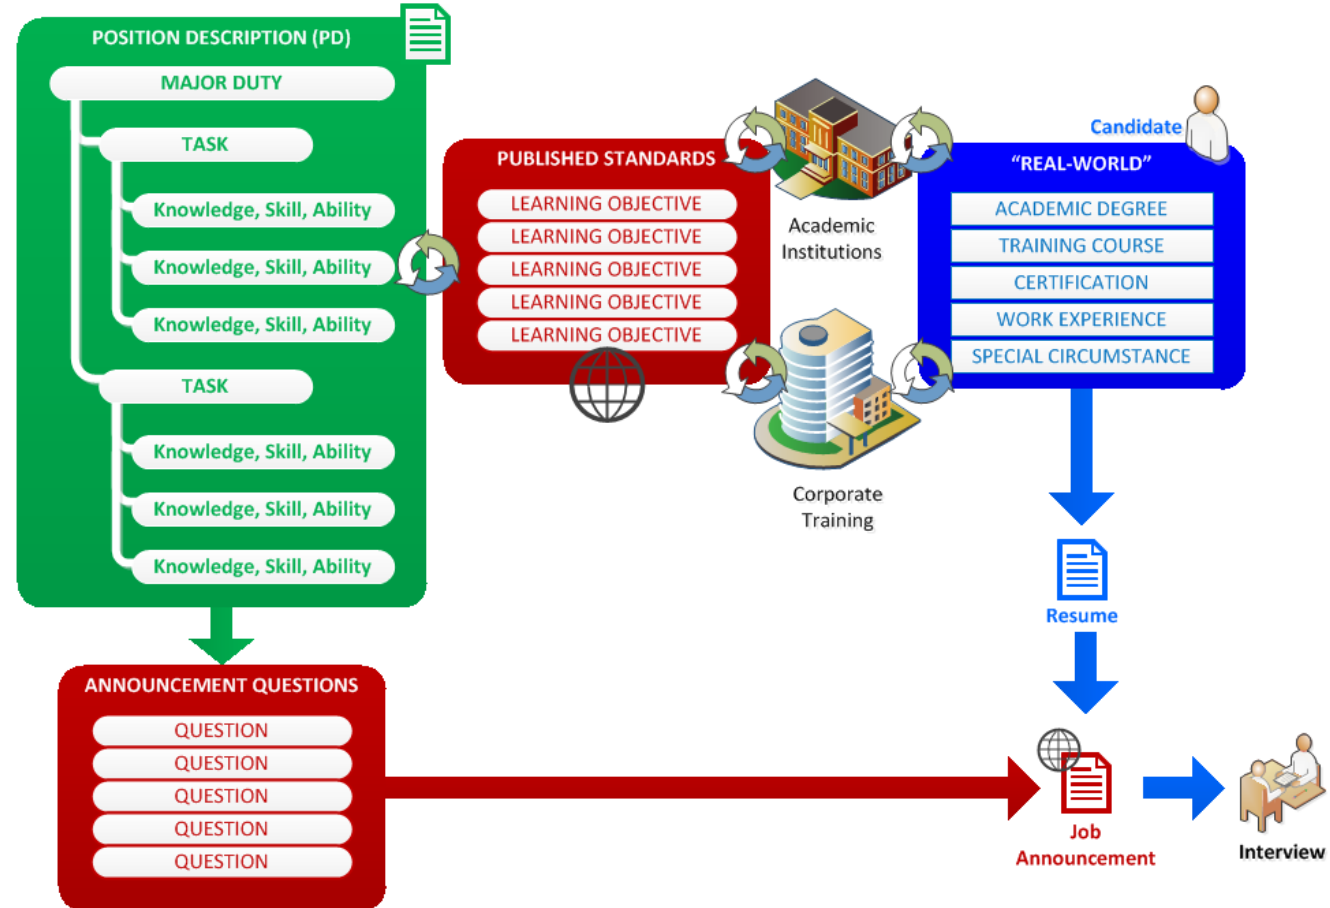 POSITION DESCRIPTION (PD)
MAJOR DUTY
TASK
Knowledge, Skill, Ability
Knowledge, Skill, Ability
Knowledge, Skill, Ability
TASK
Knowledge, Skill, Ability
Knowledge, Skill, Ability
Knowledge, Skill, Ability
PUBLISHED STANDARDS
LEARNING OBJECTIVE
LEARNING OBJECTIVE
LEARNING OBJECTIVE
LEARNING OBJECTIVE
LEARNING OBJECTIVE
Academic
Institutions
Corporate
Training
Candidate
“REAL-WORLD”
ACADEMIC DEGREE
TRAINING COURSE
CERTIFICATION
WORK EXPERIENCE
SPECIAL CIRCUMSTANCE
Resume
ANNOUNCEMENT QUESTIONS
QUESTION
QUESTION
QUESTION
QUESTION
QUESTION
Job
Announcement
Interview